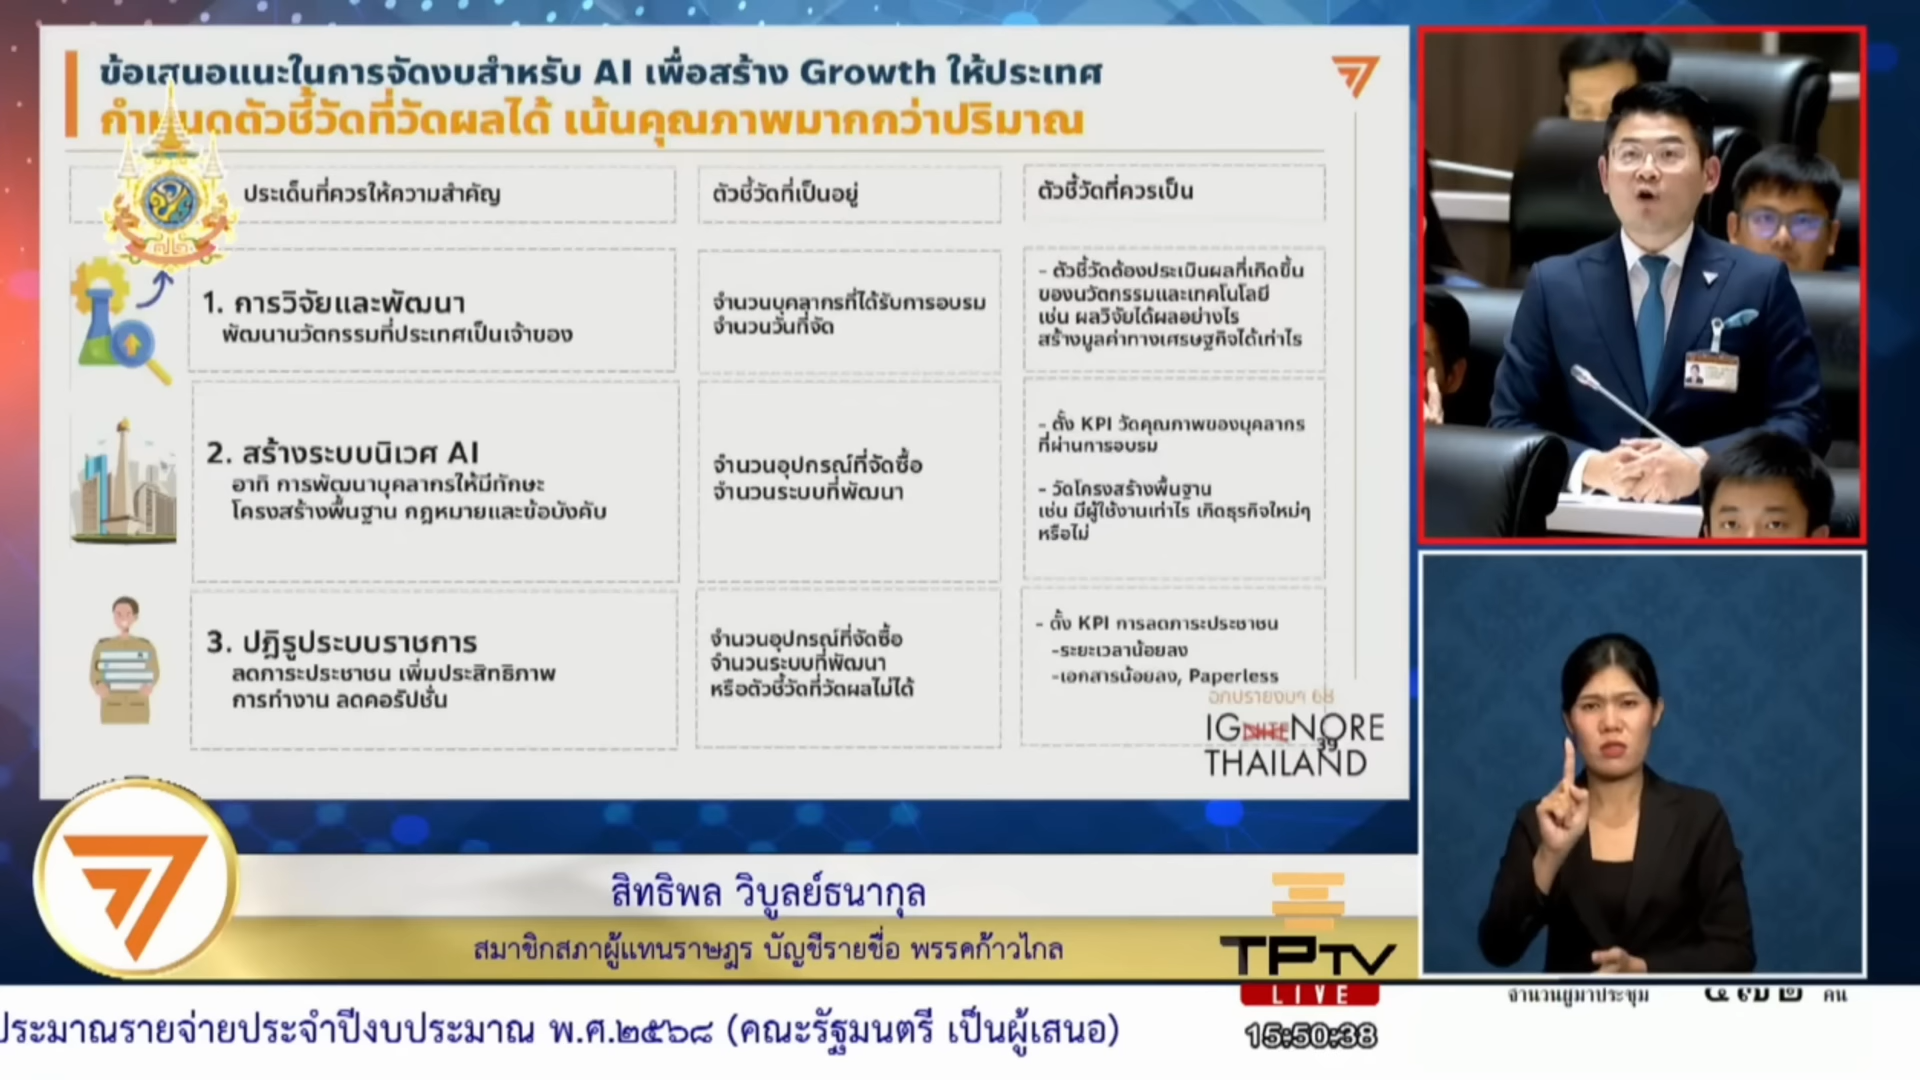 ข้อเสนอแนะในการจัดงบสำหรับ AI เพื่อสร้าง Growth ให้ประเทศ
กำหนดตัวชี้วัดที่วัดผลได้ เน้นคุณภาพมากกว่าปริมาณ
ประเด็นที่ควรให้ความสำคัญ
ตัวชี้วัดที่เป็นอยู่
ตัวชี้วัดที่ควรเป็น
1. การวิจัยและพัฒนา
พัฒนานวัตกรรมที่ประเทศเป็นเจ้าของ
จำนวนบุคลากรที่ได้รับการอบรม
จำนวนวันที่จัด
- ตัวชี้วัดต้องประเมินผลที่เกิดขึ้น
ของนวัตกรรมและเทคโนโลยี
เช่น ผลวิจัยได้ผลอย่างไร
สร้างมูลค่าทางเศรษฐกิจได้เท่าไร
2. สร้างระบบนิเวศ AI
อาทิ การพัฒนาบุคลากรให้มีทักษะ
โครงสร้างพื้นฐาน กฎหมายและข้อบังคับ
จำนวนอุปกรณ์ที่จัดซื้อ
จำนวนระบบที่พัฒนา
- ตั้ง KPI วัดคุณภาพของบุคลากร
ที่ผ่านการอบรม
- วัดโครงสร้างพื้นฐาน
เช่น มีผู้ใช้งานเท่าไร เกิดธุรกิจใหม่ๆ
หรือไม่
3. ปฎิรูประบบราชการ
ลดภาระประชาชน เพิ่มประสิทธิภาพ
การทำงาน ลดคอรัปชั่น
จำนวนอุปกรณ์ที่จัดซื้อ
จำนวนระบบที่พัฒนา
หรือตัวชี้วัดที่วัดผลไม่ได้
- ตั้ง KPI การลดภาระประชาชน
-ระยะเวลาน้อยลง
-เอกสารน้อยลง, Paperless
อภิปรายงบฯ 68
IGNITENORE
39
THAILAND
สิทธิพล วิบูลย์ธนากุล
สมาชิกสภาผู้แทนราษฎร บัญชีรายชื่อ พรรคก้าวไกล
TPTV
LIVE
15:50:38
จำนวนผู้มาประชุม ๔๗๒ คน
ประมาณรายจ่ายประจำปีงบประมาณ พ.ศ.๒๕๖๘ (คณะรัฐมนตรี เป็นผู้เสนอ)